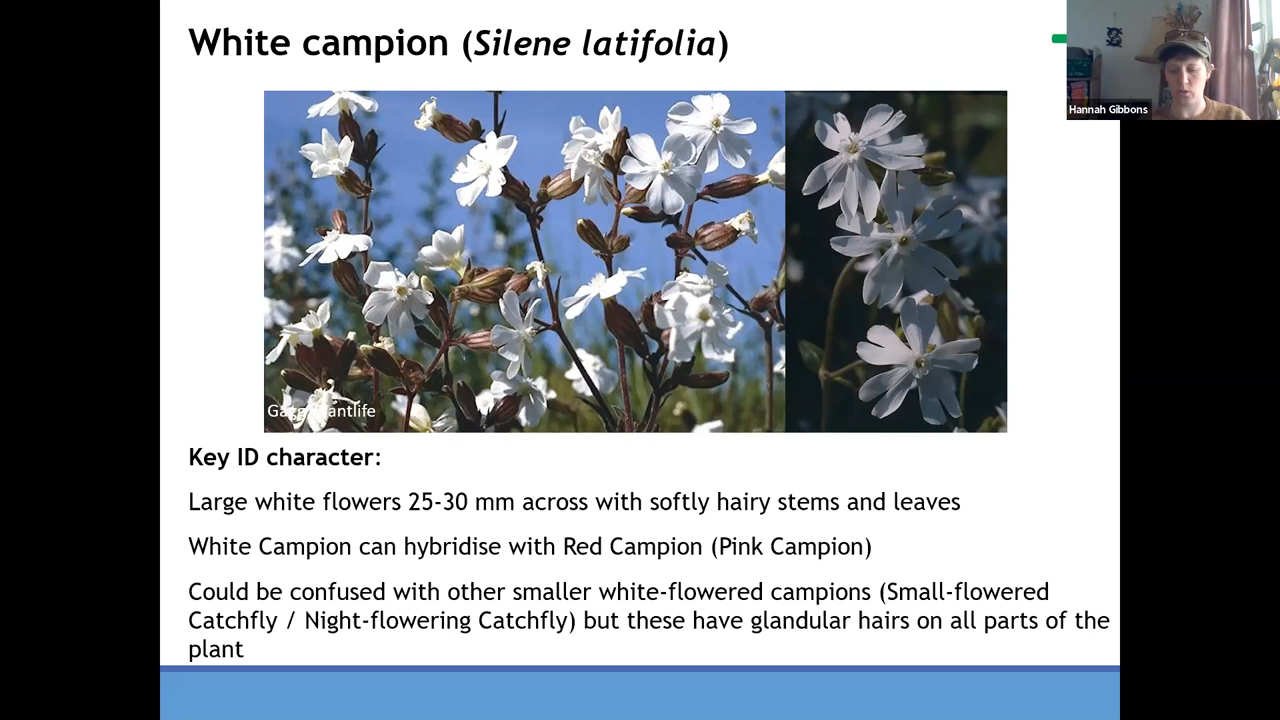 White campion (Silene latifolia)
Hannah Gibbons
Key ID character:
Large white flowers 25-30 mm across with softly hairy stems and leaves
White Campion can hybridise with Red Campion (Pink Campion)
Could be confused with other smaller white-flowered campions (Small-flowered
Catchfly / Night-flowering Catchfly) but these have glandular hairs on all parts of the
plant